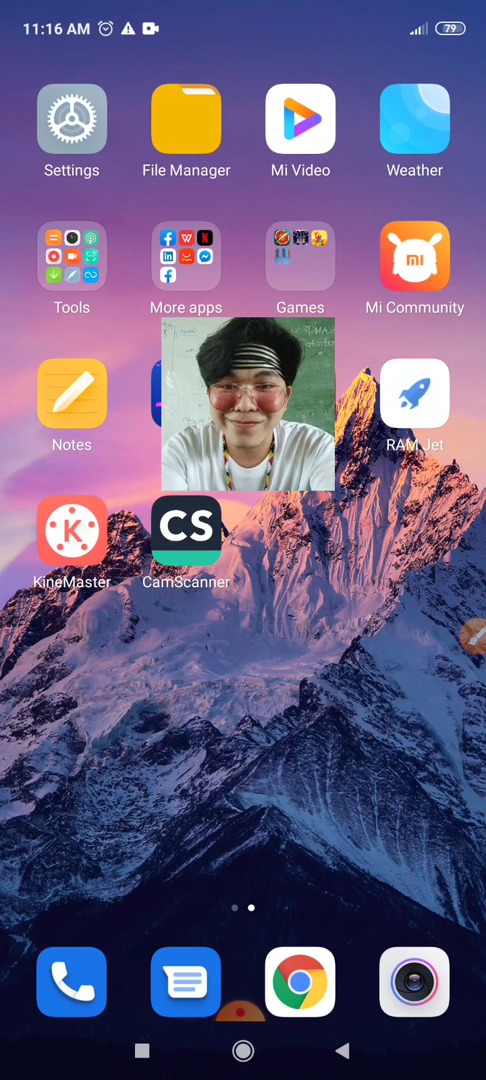 11:16 AM 79
Settings File Manager Mi Video Weather
Tools More apps Games Mi Community
Notes RAM Jet
KineMaster CamScanner
mi
K
CS